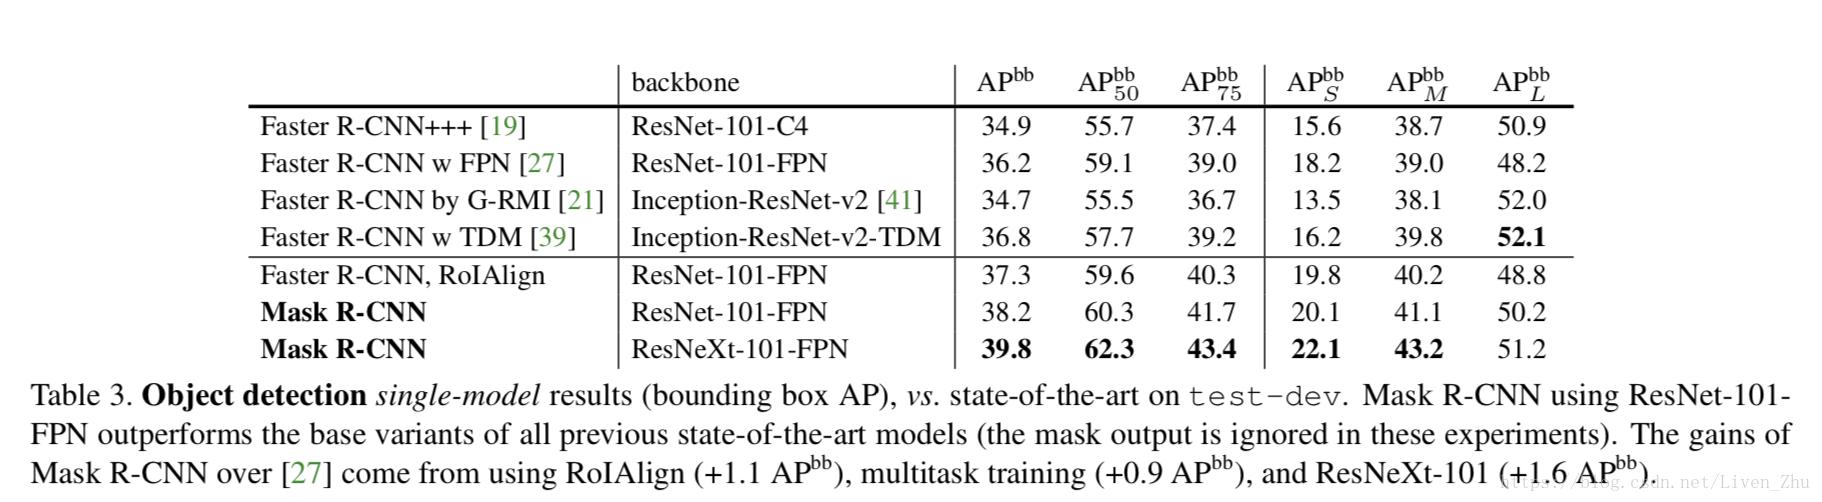 backbone AP^bb AP^bb_50 AP^bb_75 AP^bb_S AP^bb_M AP^bb_L
Faster R-CNN+++ [19] ResNet-101-C4 34.9 55.7 37.4 15.6 38.7 50.9
Faster R-CNN w FPN [27] ResNet-101-FPN 36.2 59.1 39.0 18.2 39.0 48.2
Faster R-CNN by G-RMI [21] Inception-ResNet-v2 [41] 34.7 55.5 36.7 13.5 38.1 52.0
Faster R-CNN w TDM [39] Inception-ResNet-v2-TDM 36.8 57.7 39.2 16.2 39.8 52.1
Faster R-CNN, RoIAlign ResNet-101-FPN 37.3 59.6 40.3 19.8 40.2 48.8
Mask R-CNN ResNet-101-FPN 38.2 60.3 41.7 20.1 41.1 50.2
Mask R-CNN ResNeXt-101-FPN 39.8 62.3 43.4 22.1 43.2 51.2
Table 3. Object detection single-model results (bounding box AP), vs. state-of-the-art on test-dev. Mask R-CNN using ResNet-101-
FPN outperforms the base variants of all previous state-of-the-art models (the mask output is ignored in these experiments). The gains of
Mask R-CNN over [27] come from using RoIAlign (+1.1 AP^bb), multitask training (+0.9 AP^bb), and ResNeXt-101 (+1.6 AP^bb).
https://blog.csdn.net/Liven_Zhu